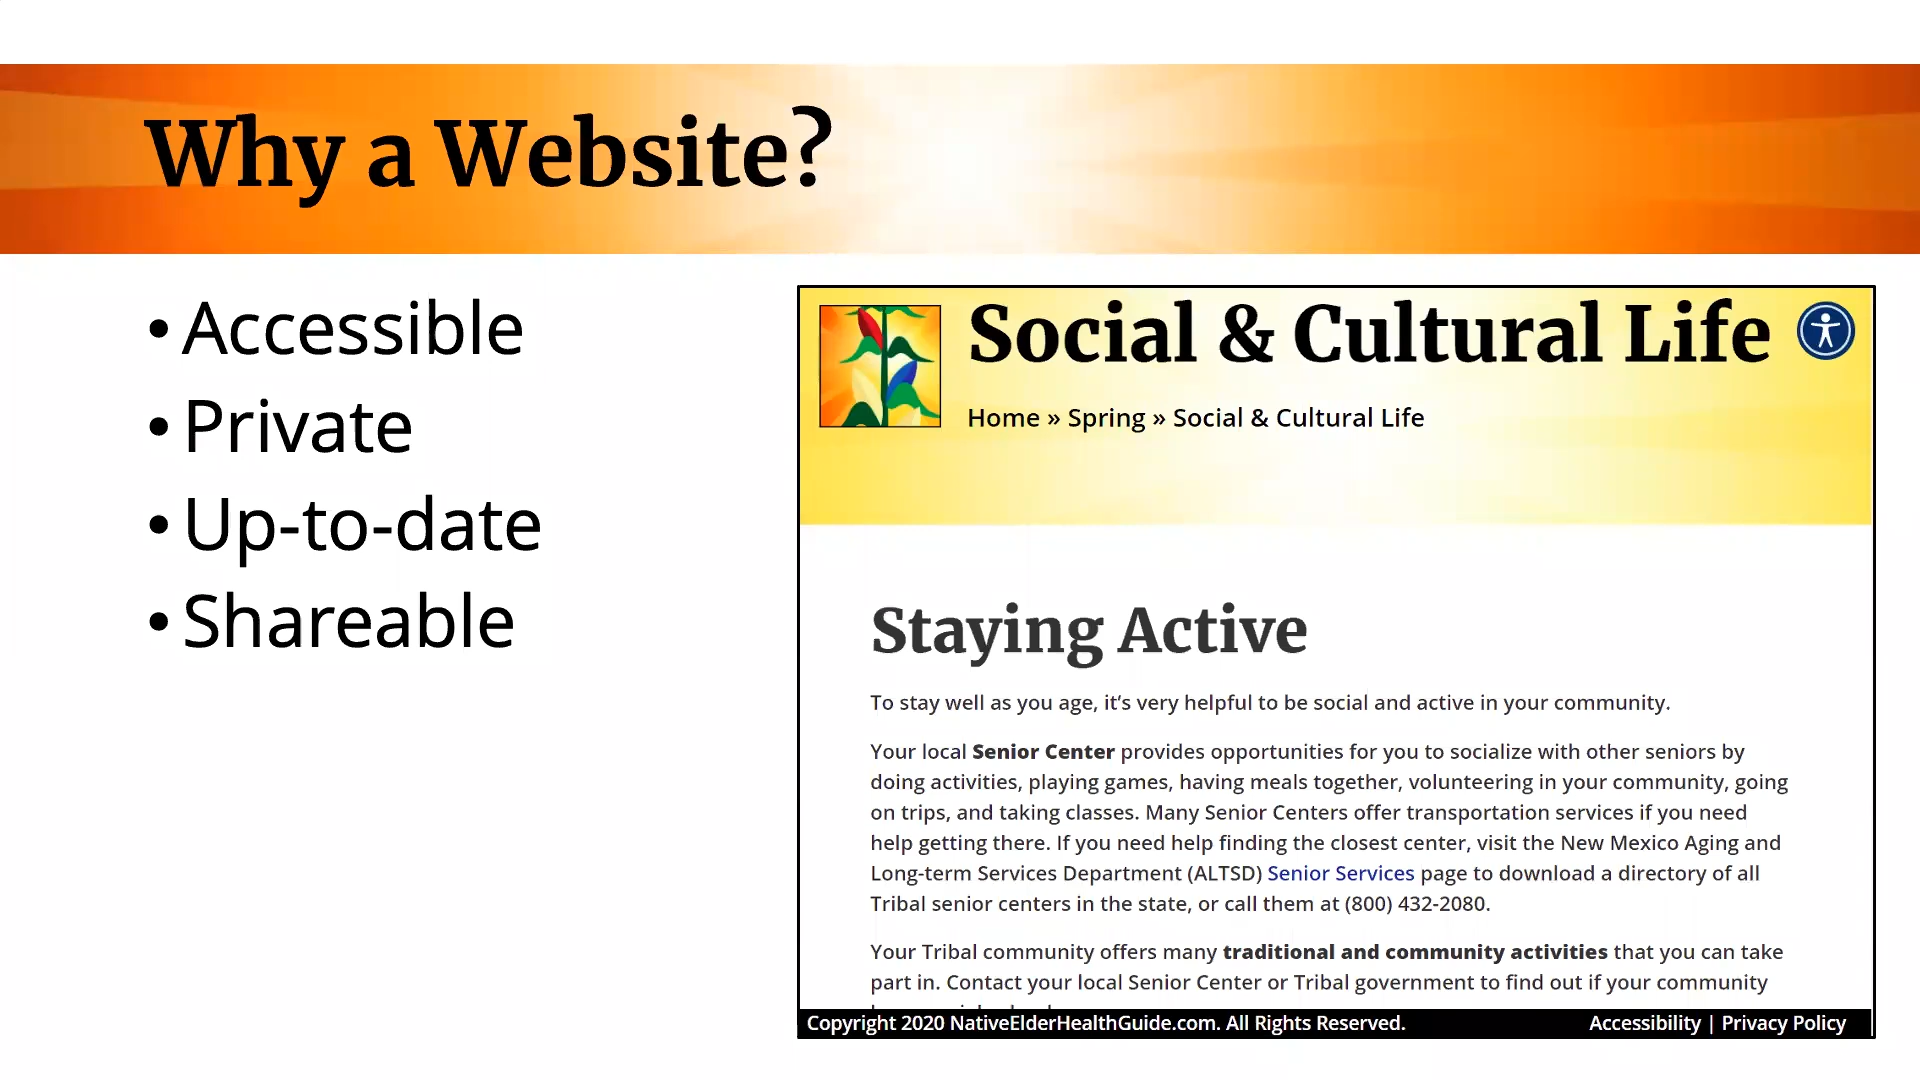 Why a Website?
• Accessible
• Private
• Up-to-date
• Shareable
Social & Cultural Life
Home » Spring » Social & Cultural Life
Staying Active
To stay well as you age, it's very helpful to be social and active in your community.
Your local Senior Center provides opportunities for you to socialize with other seniors by
doing activities, playing games, having meals together, volunteering in your community, going
on trips, and taking classes. Many Senior Centers offer transportation services if you need
help getting there. If you need help finding the closest center, visit the New Mexico Aging and
Long-term Services Department (ALTSD) Senior Services page to download a directory of all
Tribal senior centers in the state, or call them at (800) 432-2080.
Your Tribal community offers many traditional and community activities that you can take
part in. Contact your local Senior Center or Tribal government to find out if your community
Copyright 2020 NativeElderHealthGuide.com. All Rights Reserved.
Accessibility | Privacy Policy